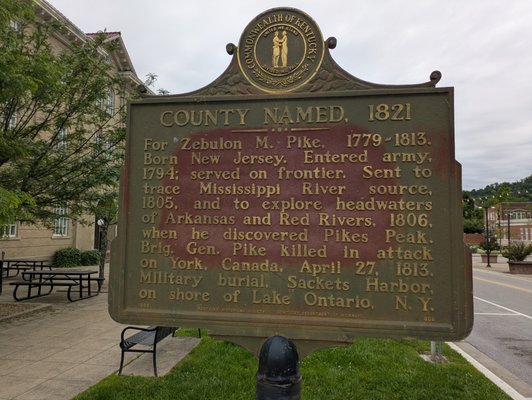 COMMONWEALTH OF KENTUCKY
COUNTY NAMED, 1821
For Zebulon M. Pike, 1779-1813.
Born New Jersey. Entered army,
1794; served on frontier. Sent to
trace Mississippi River source,
1805, and to explore headwaters
of Arkansas and Red Rivers, 1806,
when he discovered Pikes Peak.
Brig. Gen. Pike killed in attack
on York, Canada, April 27, 1813.
Military burial, Sackets Harbor,
on shore of Lake Ontario, N. Y.